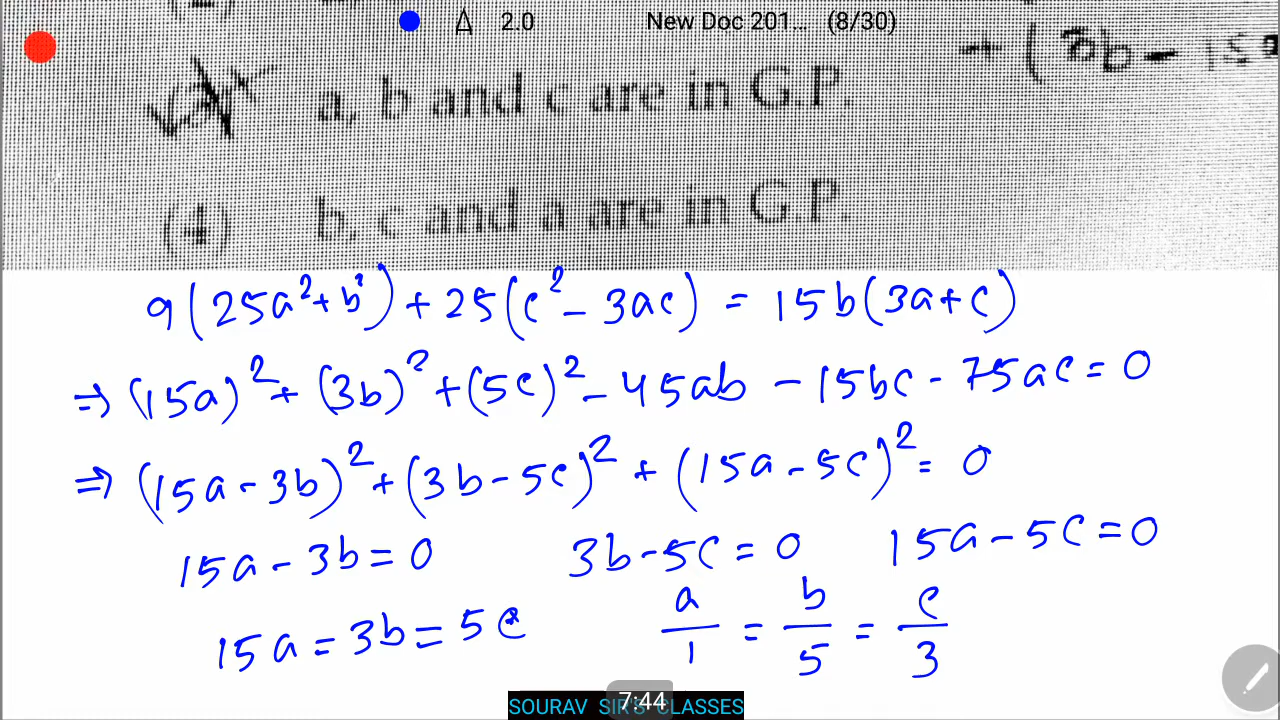 Δ 2.0 New Doc 201... (8/30)
+ (3b - 15a
a, b and c are in G.P.
(4) b, c and a are in G.P.
9(25a²+b²) + 25(c² - 3ac) = 15b(3a+c)
⇒ (15a)² + (3b)² + (5c)² - 45ab - 15bc - 75ac = 0
⇒ (15a - 3b)² + (3b - 5c)² + (15a - 5c)² = 0
15a - 3b = 0 3b - 5c = 0 15a - 5c = 0
15a = 3b = 5c a/1 = b/5 = c/3
7:44
SOURAV SIR'S CLASSES